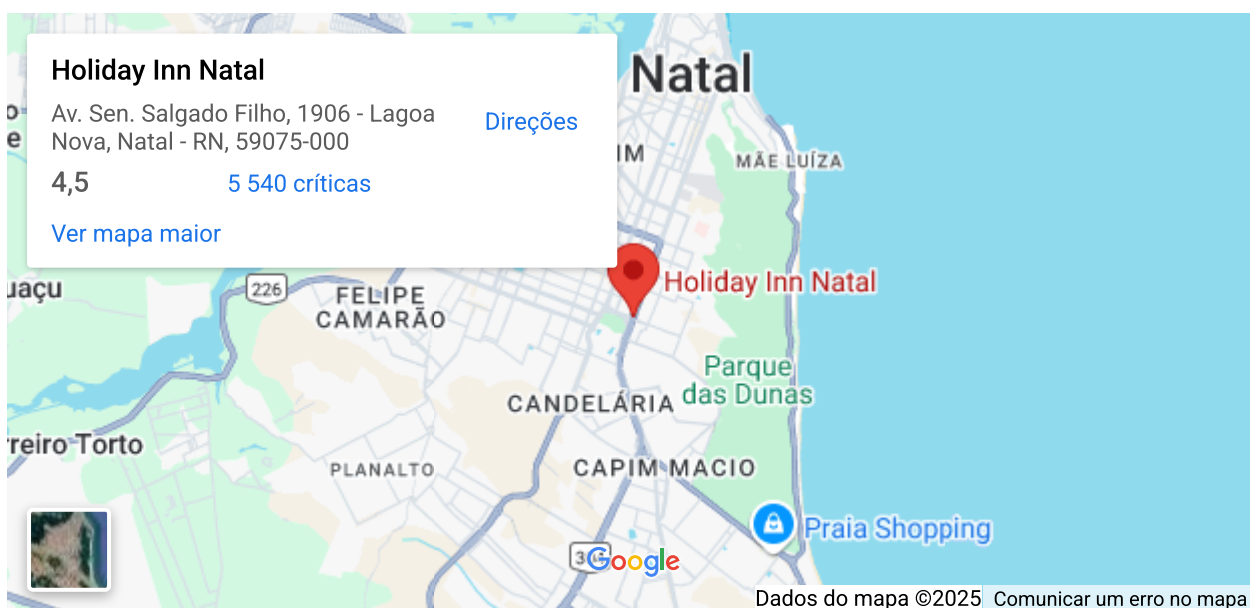 Holiday Inn Natal
Av. Sen. Salgado Filho, 1906 - Lagoa
Nova, Natal - RN, 59075-000
Direções
4,5
5 540 críticas
Ver mapa maior
Natal
MÃE LUÍZA
Holiday Inn Natal
226
FELIPE
CAMARÃO
Parque
das Dunas
CANDELÁRIA
PLANALTO
CAPIM MACIO
Praia Shopping
Google
Dados do mapa ©2025
Comunicar um erro no mapa